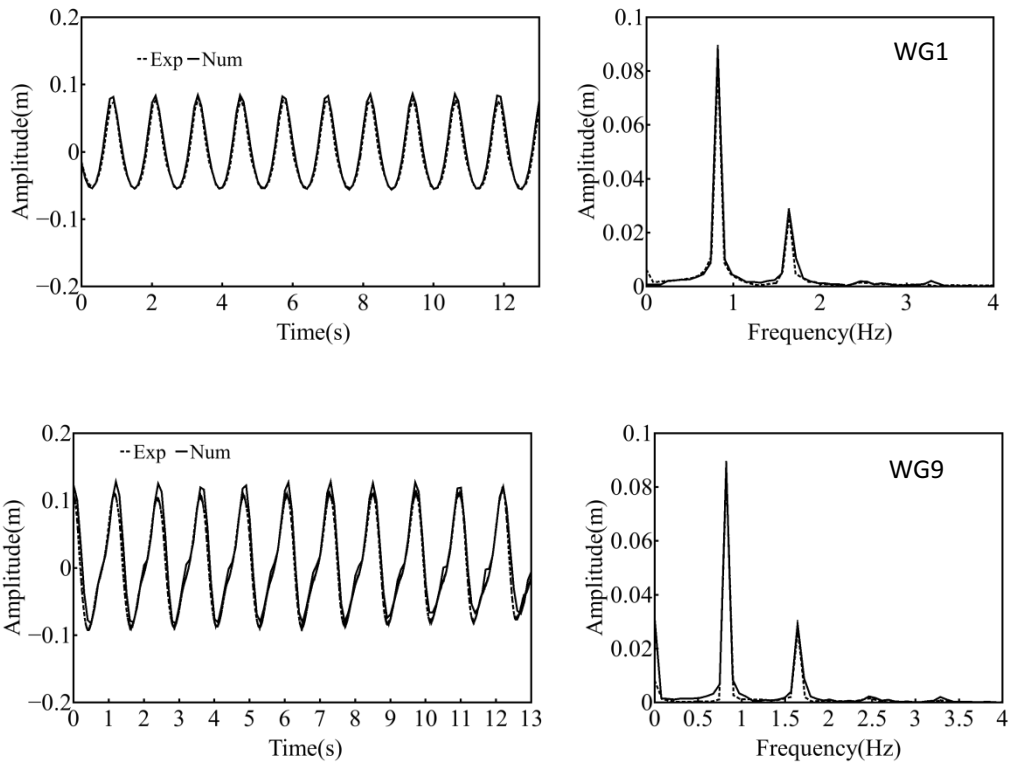 0.2
0.1
0
−0.1
−0.2
Amplitude(m)
Exp Num
0 2 4 6 8 10 12
Time(s)
0.1
0.08
0.06
0.04
0.02
0
Amplitude(m)
WG1
0 1 2 3 4
Frequency(Hz)
0.2
0.1
0
−0.1
−0.2
Amplitude(m)
Exp Num
0 1 2 3 4 5 6 7 8 9 10 11 12 13
Time(s)
0.1
0.08
0.06
0.04
0.02
0
Amplitude(m)
WG9
0 0.5 1 1.5 2 2.5 3 3.5 4
Frequency(Hz)